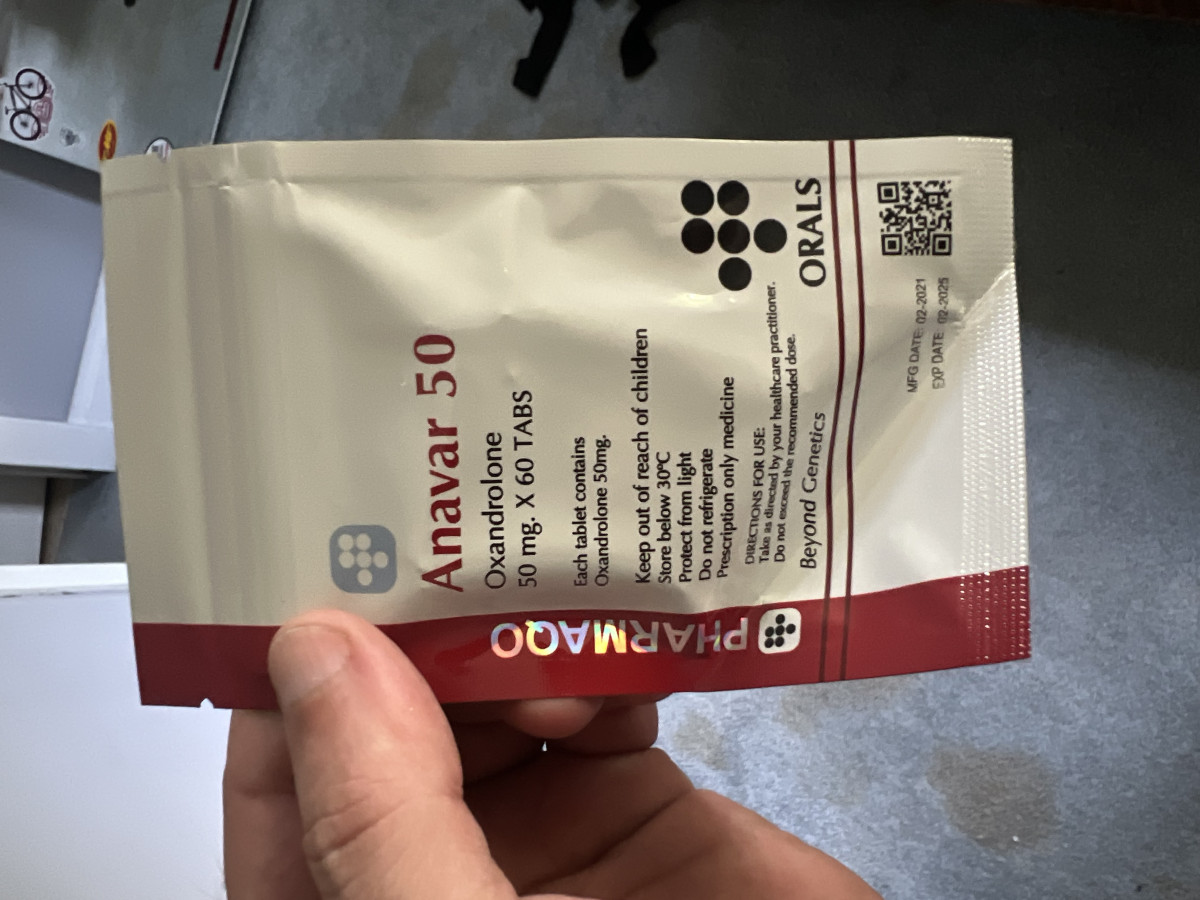 Anavar 50
Oxandrolone
50 mg. X 60 TABS
Each tablet contains
Oxandrolone 50mg.
Keep out of reach of children
Store below 30ºC
Protect from light
Do not refrigerate
Prescription only medicine
DIRECTIONS FOR USE:
Take as directed by your healthcare practitioner.
Do not exceed the recommended dose.
Beyond Genetics
ORALS
MFG DATE: 02-2021
EXP DATE: 02-2025
PHARMAQO